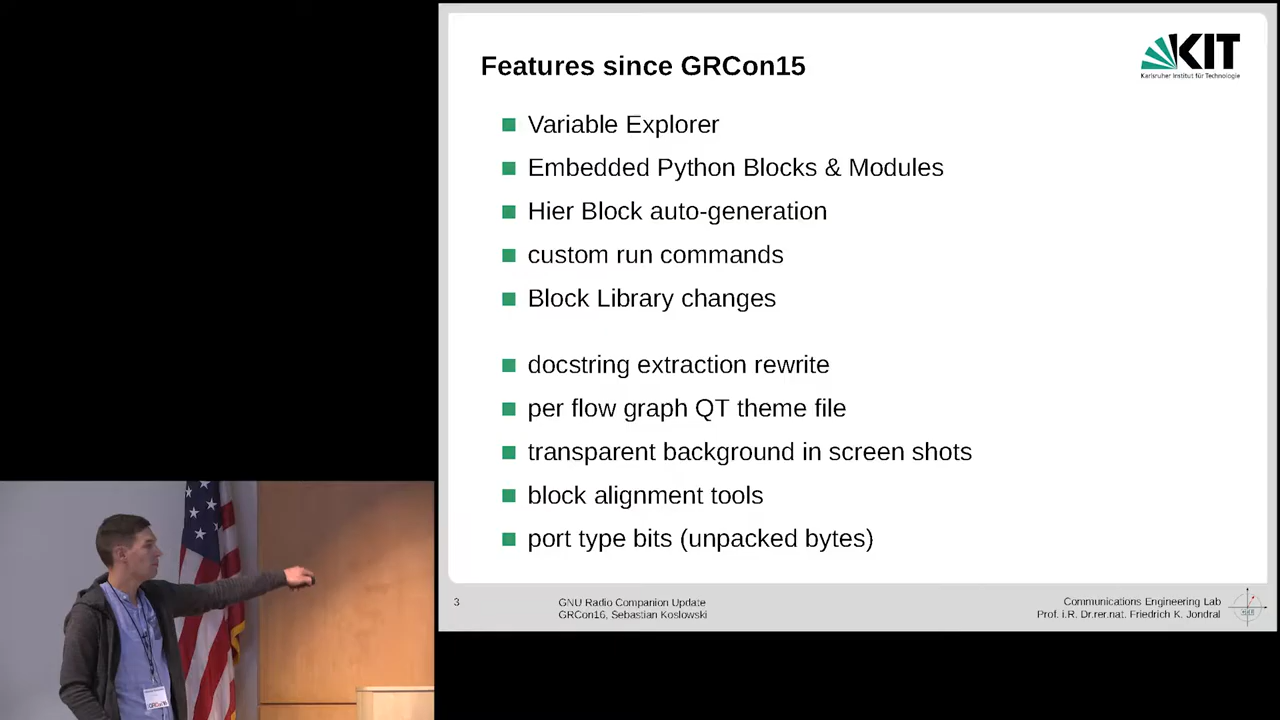 Features since GRCon15
KIT
Karlsruher Institut für Technologie
Variable Explorer
Embedded Python Blocks & Modules
Hier Block auto-generation
custom run commands
Block Library changes
docstring extraction rewrite
per flow graph QT theme file
transparent background in screen shots
block alignment tools
port type bits (unpacked bytes)
3
GNU Radio Companion Update
GRCon16, Sebastian Koslowski
Communications Engineering Lab
Prof. i.R. Dr.rer.nat. Friedrich K. Jondral